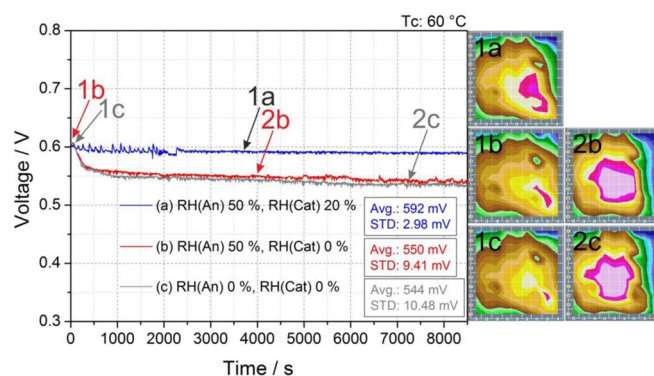 Tc: 60 °C
0.8
0.7
0.6
0.5
0.4
0.3
Voltage / V
1b
1c
1a
2b
2c
(a) RH(An) 50 %, RH(Cat) 20 %
(b) RH(An) 50 %, RH(Cat) 0 %
(c) RH(An) 0 %, RH(Cat) 0 %
Avg.: 592 mV
STD: 2.98 mV
Avg.: 550 mV
STD: 9.41 mV
Avg.: 544 mV
STD: 10.48 mV
0 1000 2000 3000 4000 5000 6000 7000 8000
Time / s
1a
1b
2b
1c
2c